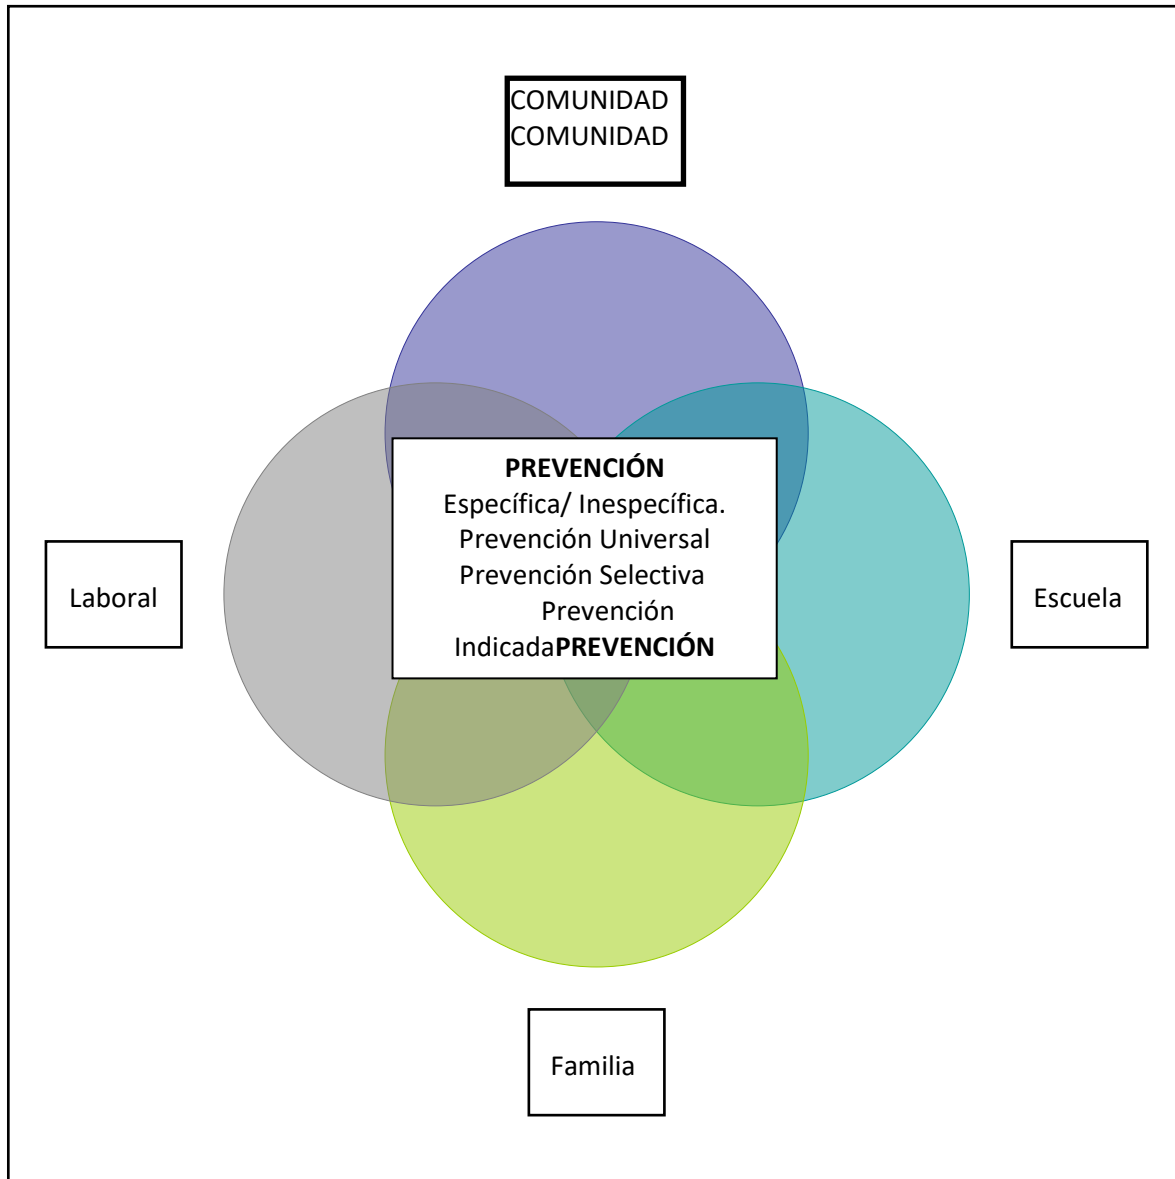 COMUNIDAD
COMUNIDAD
PREVENCIÓN
Específica/ Inespecífica.
Prevención Universal
Prevención Selectiva
Prevención
IndicadaPREVENCIÓN
Laboral
Escuela
Familia